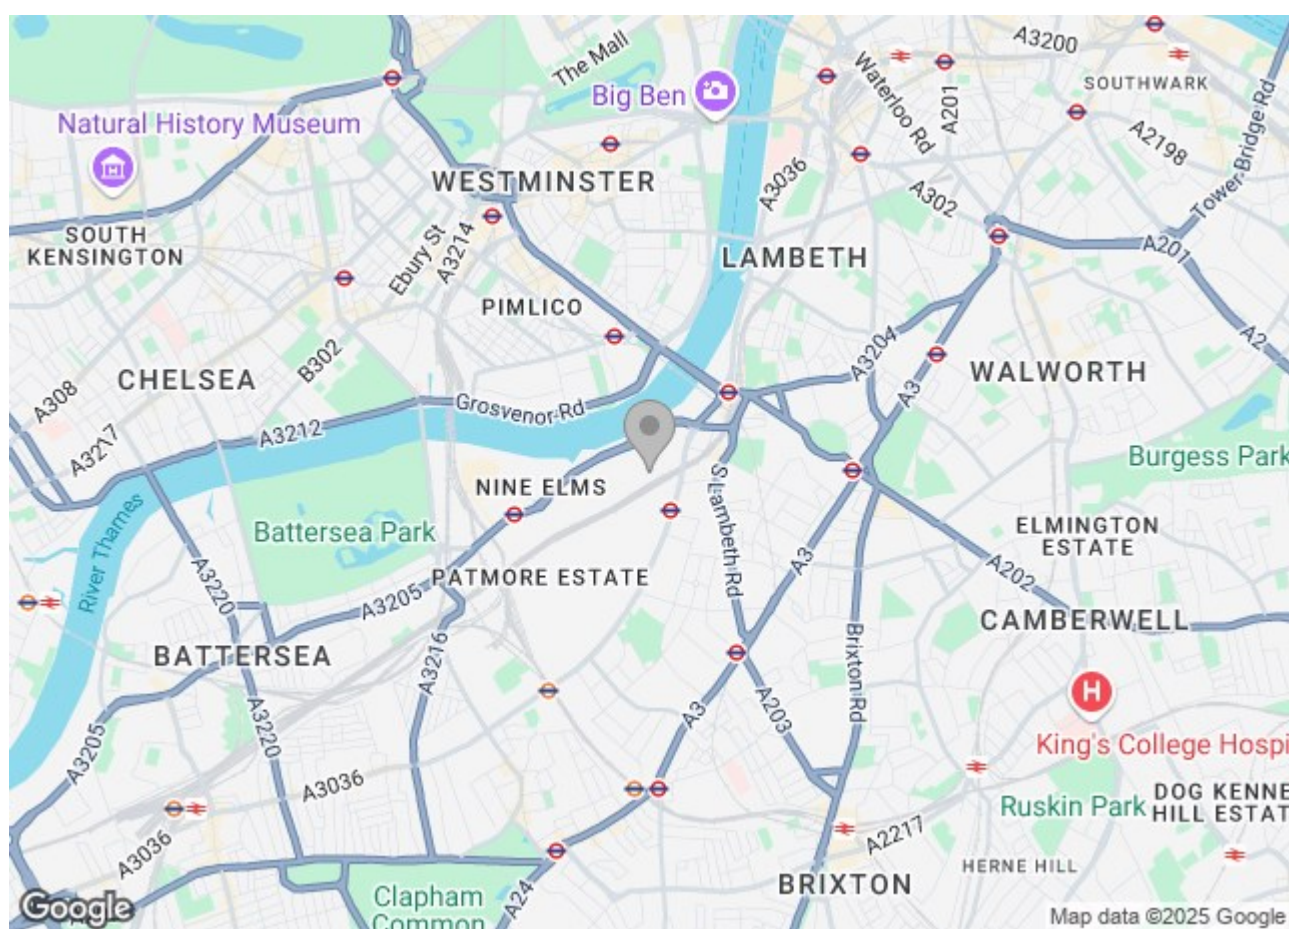 A3200
The Mall
Waterloo Rd
A201
SOUTHWARK
Big Ben
Natural History Museum
A2198
Tower Bridge Rd
WESTMINSTER
A3036
A302
SOUTH
KENSINGTON
Ebury St
A3214
LAMBETH
A201
PIMLICO
A2
B302
A3204
CHELSEA
WALWORTH
A308
A3
Grosvenor Rd
A3212
A3217
Burgess Park
NINE ELMS
S Lambeth Rd
River Thames
Battersea Park
ELMINGTON
ESTATE
A3220
A3
A202
PATMORE ESTATE
A3205
CAMBERWELL
BATTERSEA
A3216
Brixton Rd
A3220
A3
A203
A3205
King's College Hospi
A3036
Ruskin Park
DOG KENNE
HILL ESTAT
A3036
A2217
HERNE HILL
BRIXTON
Clapham
Common
A24
Google
Map data ©2025 Google